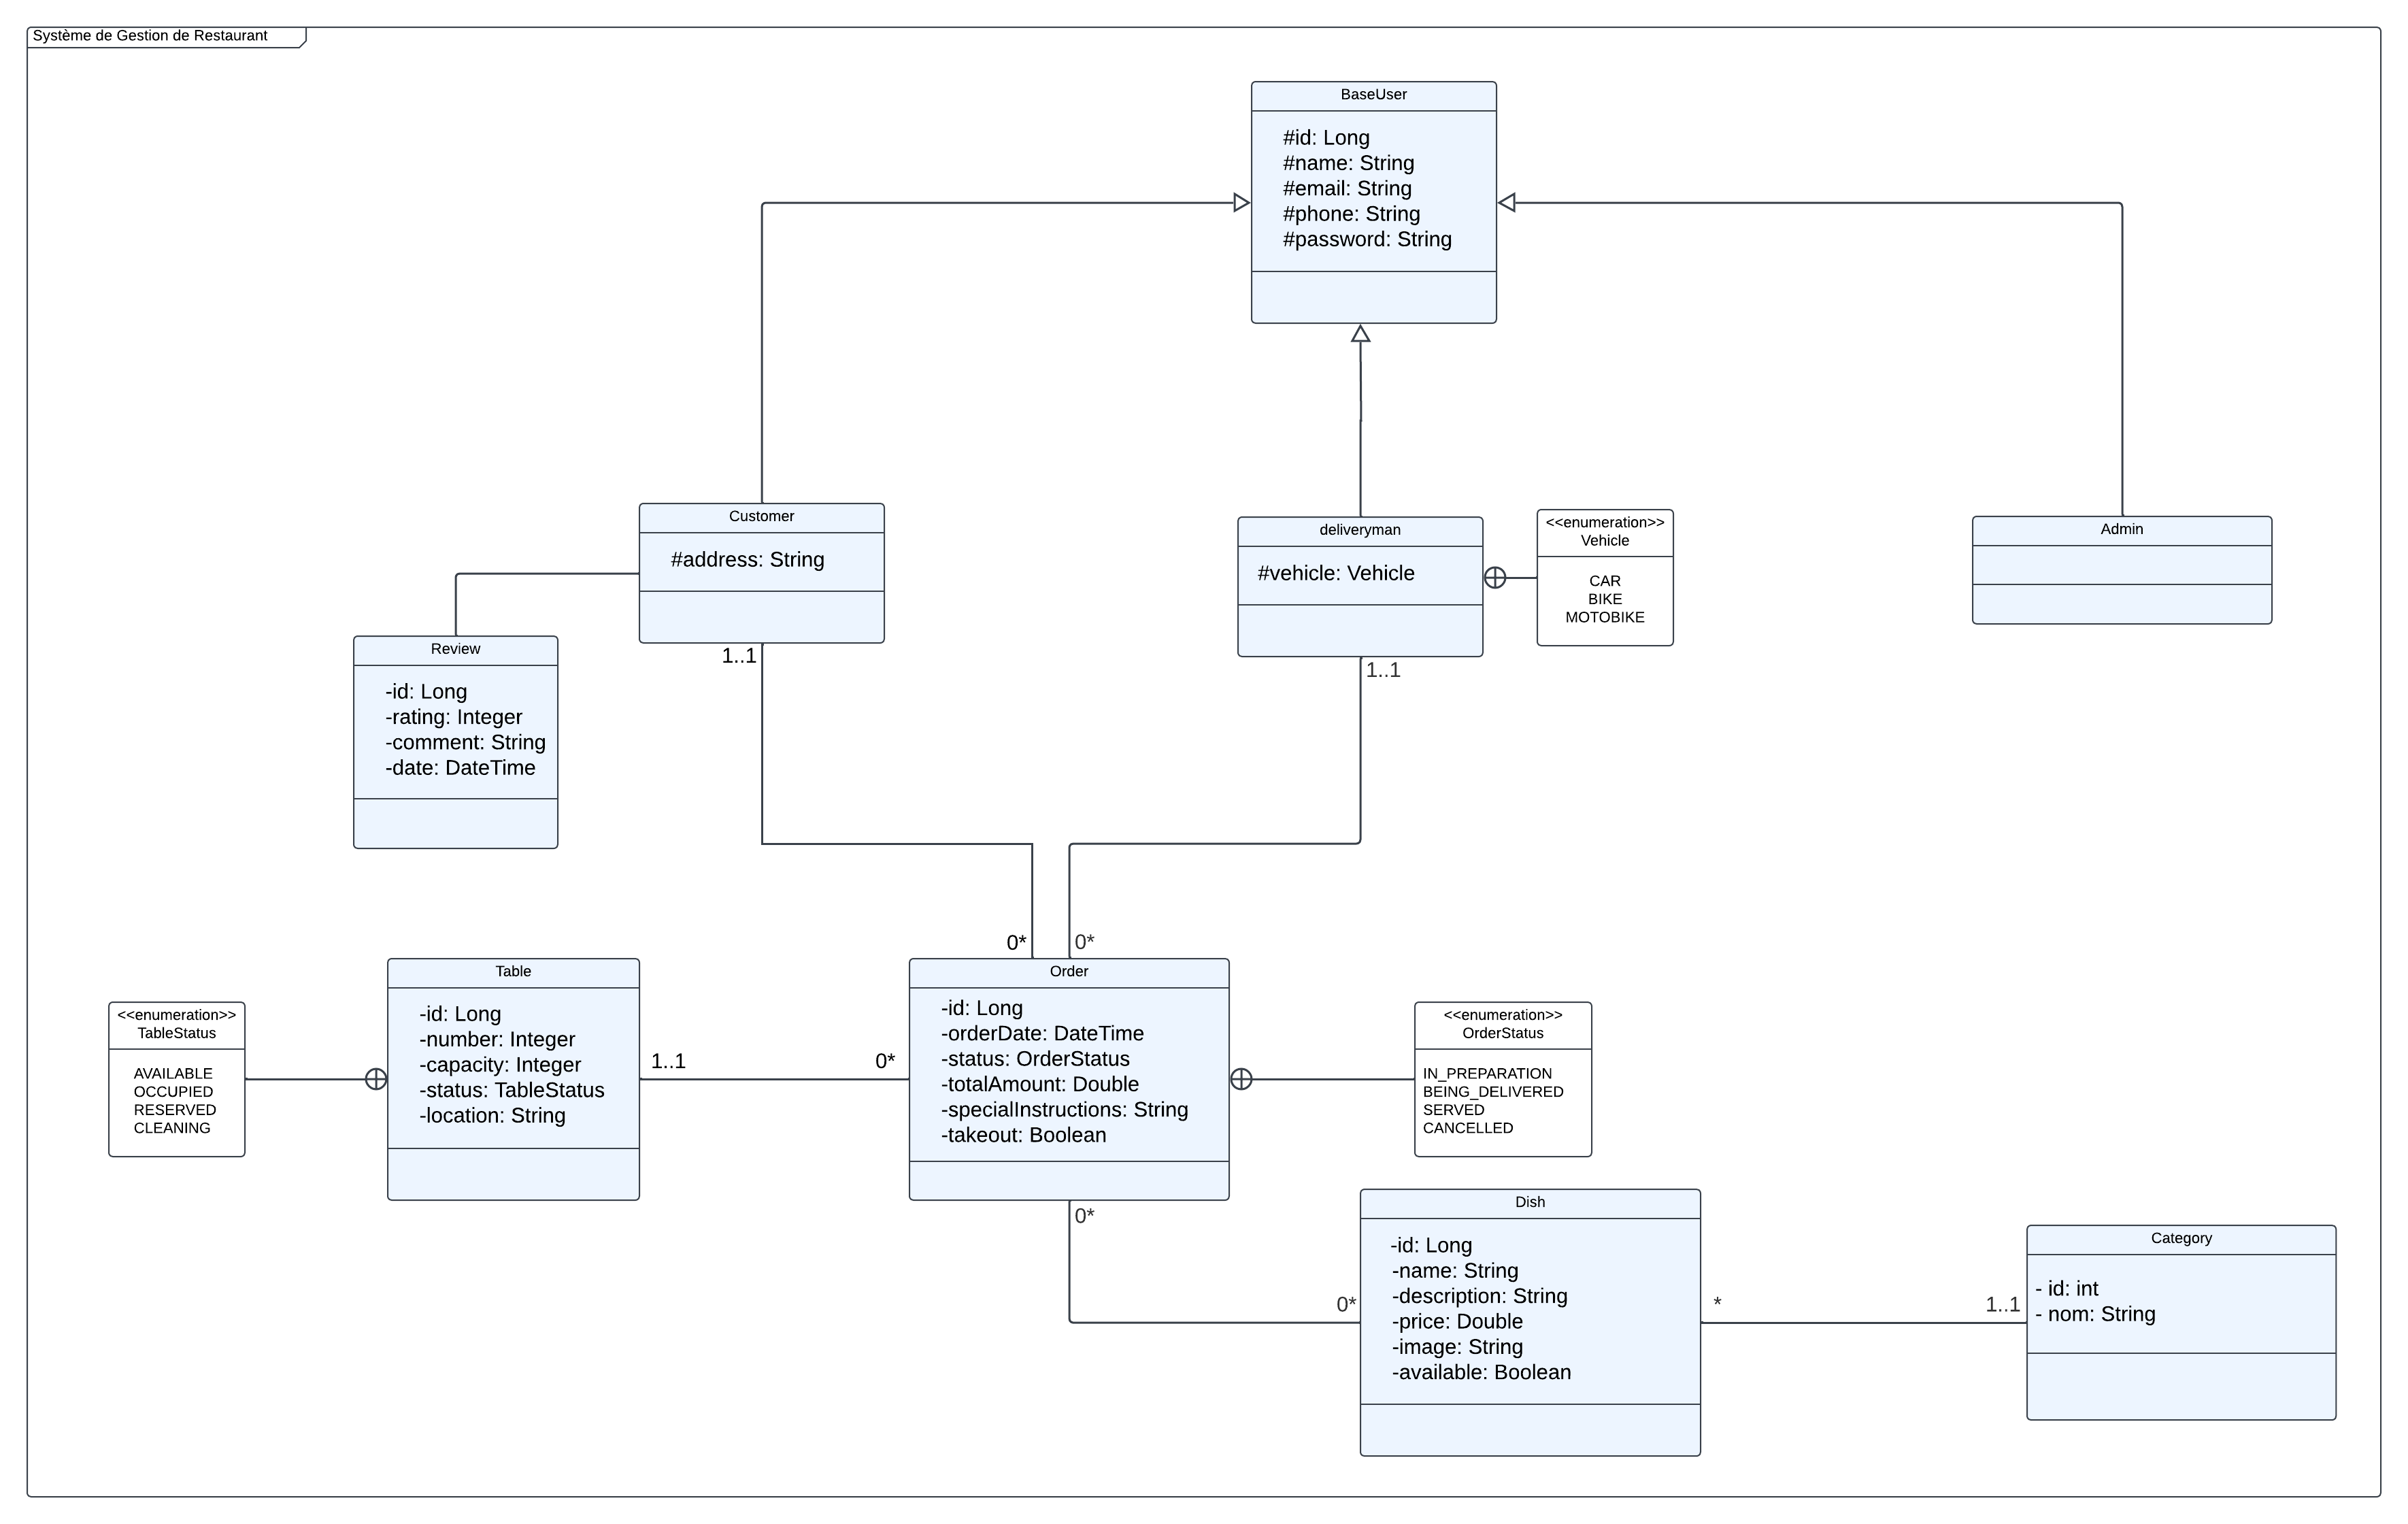 Système de Gestion de Restaurant
BaseUser
#id: Long
#name: String
#email: String
#phone: String
#password: String
Customer
#address: String
1..1
deliveryman
#vehicle: Vehicle
1..1
<<enumeration>>
Vehicle
CAR
BIKE
MOTOBIKE
Admin
Review
-id: Long
-rating: Integer
-comment: String
-date: DateTime
<<enumeration>>
TableStatus
AVAILABLE
OCCUPIED
RESERVED
CLEANING
Table
-id: Long
-number: Integer
-capacity: Integer
-status: TableStatus
-location: String
1..1
0*
0*
0*
Order
-id: Long
-orderDate: DateTime
-status: OrderStatus
-totalAmount: Double
-specialInstructions: String
-takeout: Boolean
0*
<<enumeration>>
OrderStatus
IN_PREPARATION
BEING_DELIVERED
SERVED
CANCELLED
0*
Dish
-id: Long
-name: String
-description: String
-price: Double
-image: String
-available: Boolean
*
1..1
Category
- id: int
- nom: String